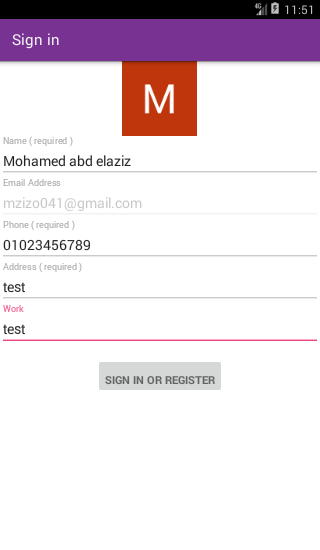 4G 11:51
Sign in
M
Name ( required )
Mohamed abd elaziz
Email Address
mzizo041@gmail.com
Phone ( required )
01023456789
Address ( required )
test
Work
test
SIGN IN OR REGISTER